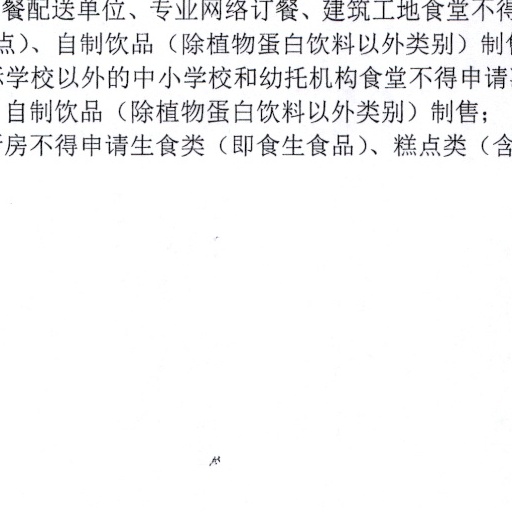 餐配送单位、专业网络订餐、建筑工地食堂不得
点）、自制饮品（除植物蛋白饮料以外类别）制售
学校以外的中小学校和幼托机构食堂不得申请
自制饮品（除植物蛋白饮料以外类别）制售；
房不得申请生食类（即食生食品）、糕点类（含